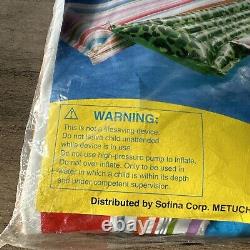 WARNING:
This is not a lifesaving device.
Do not leave child unattended
while device is in use.
Do not use high-pressure pump to inflate.
Do not over inflate. Only to be used in
water in which a child is within its depth
and under competent supervision.
Distributed by Sofina Corp. METUCH